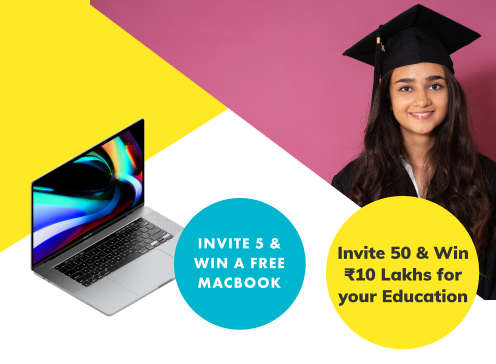 INVITE 5 &
WIN A FREE
MACBOOK
Invite 50 & Win
₹10 Lakhs for
your Education